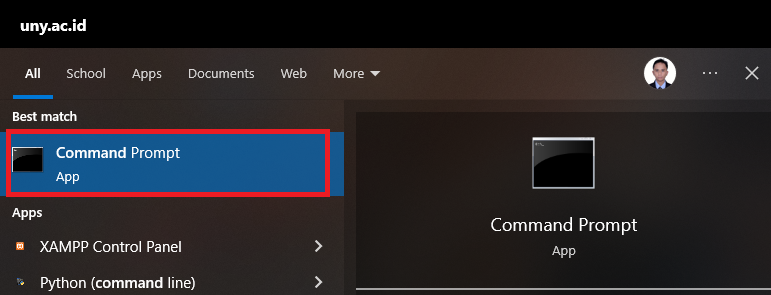 uny.ac.id
All School Apps Documents Web More
Best match
Command Prompt
App
Apps
XAMPP Control Panel
Python (command line)
Command Prompt
App